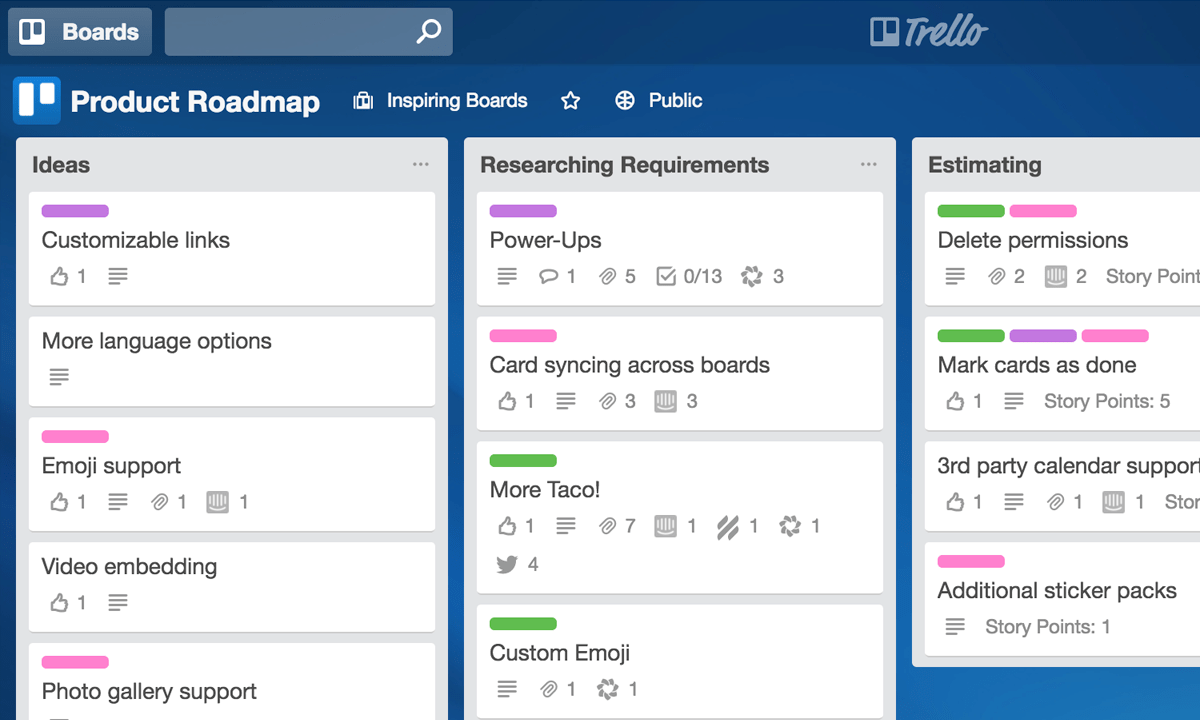 Boards
Trello
Product Roadmap
Inspiring Boards
Public
Ideas
Customizable links
1
More language options
Emoji support
1 1 1
Video embedding
1
Photo gallery support
Researching Requirements
Power-Ups
1 5 0/13 3
Card syncing across boards
1 3 3
More Taco!
1 7 1 1 1
4
Custom Emoji
1 1
Estimating
Delete permissions
2 2 Story Point
Mark cards as done
1 Story Points: 5
3rd party calendar support
1 1 1 Stor
Additional sticker packs
Story Points: 1